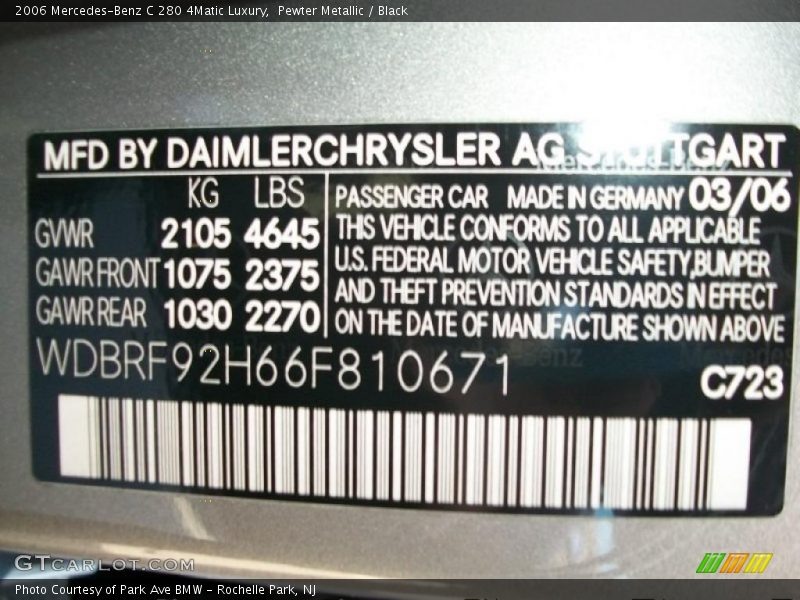 2006 Mercedes-Benz C 280 4Matic Luxury, Pewter Metallic / Black
MFD BY DAIMLERCHRYSLER AG STUTTGART
KG LBS
GVWR 2105 4645
GAWR FRONT 1075 2375
GAWR REAR 1030 2270
PASSENGER CAR MADE IN GERMANY 03/06
THIS VEHICLE CONFORMS TO ALL APPLICABLE
U.S. FEDERAL MOTOR VEHICLE SAFETY, BUMPER
AND THEFT PREVENTION STANDARDS IN EFFECT
ON THE DATE OF MANUFACTURE SHOWN ABOVE
WDBRF92H66F810671
C723
GTCARLOT.COM
Photo Courtesy of Park Ave BMW - Rochelle Park, NJ